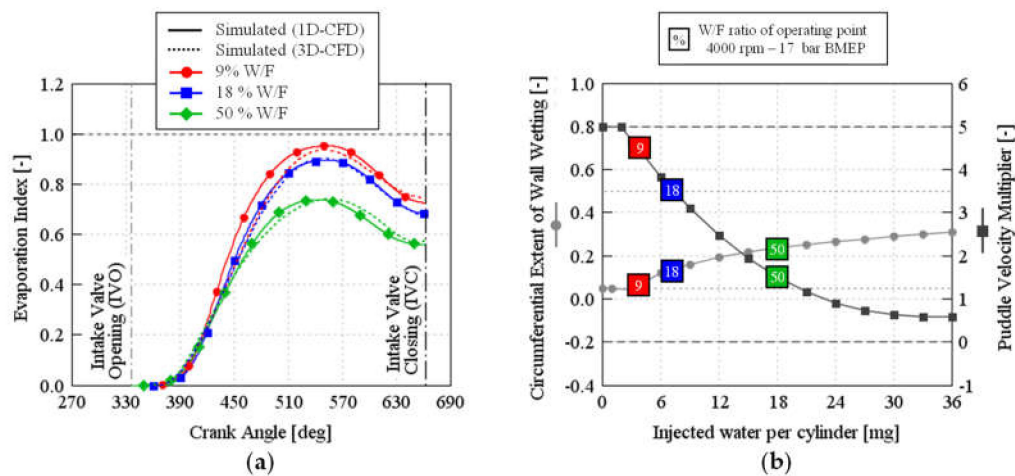 Simulated (1D-CFD)
Simulated (3D-CFD)
9% W/F
18 % W/F
50 % W/F
1.2
1.0
0.8
0.6
0.4
0.2
0.0
Evaporation Index [-]
Intake Valve
Opening (IVO)
Intake Valve
Closing (IVC)
270
330
390
450
510
570
630
690
Crank Angle [deg]
(a)
%
W/F ratio of operating point
4000 rpm – 17 bar BMEP
Circumferential Extent of Wall Wetting [-]
1.0
0.8
0.6
0.4
0.2
0.0
-0.2
-0.4
9
18
50
9
18
50
6
5
4
3
2
1
0
-1
Puddle Velocity Multiplier [-]
0
6
12
18
24
30
36
Injected water per cylinder [mg]
(b)